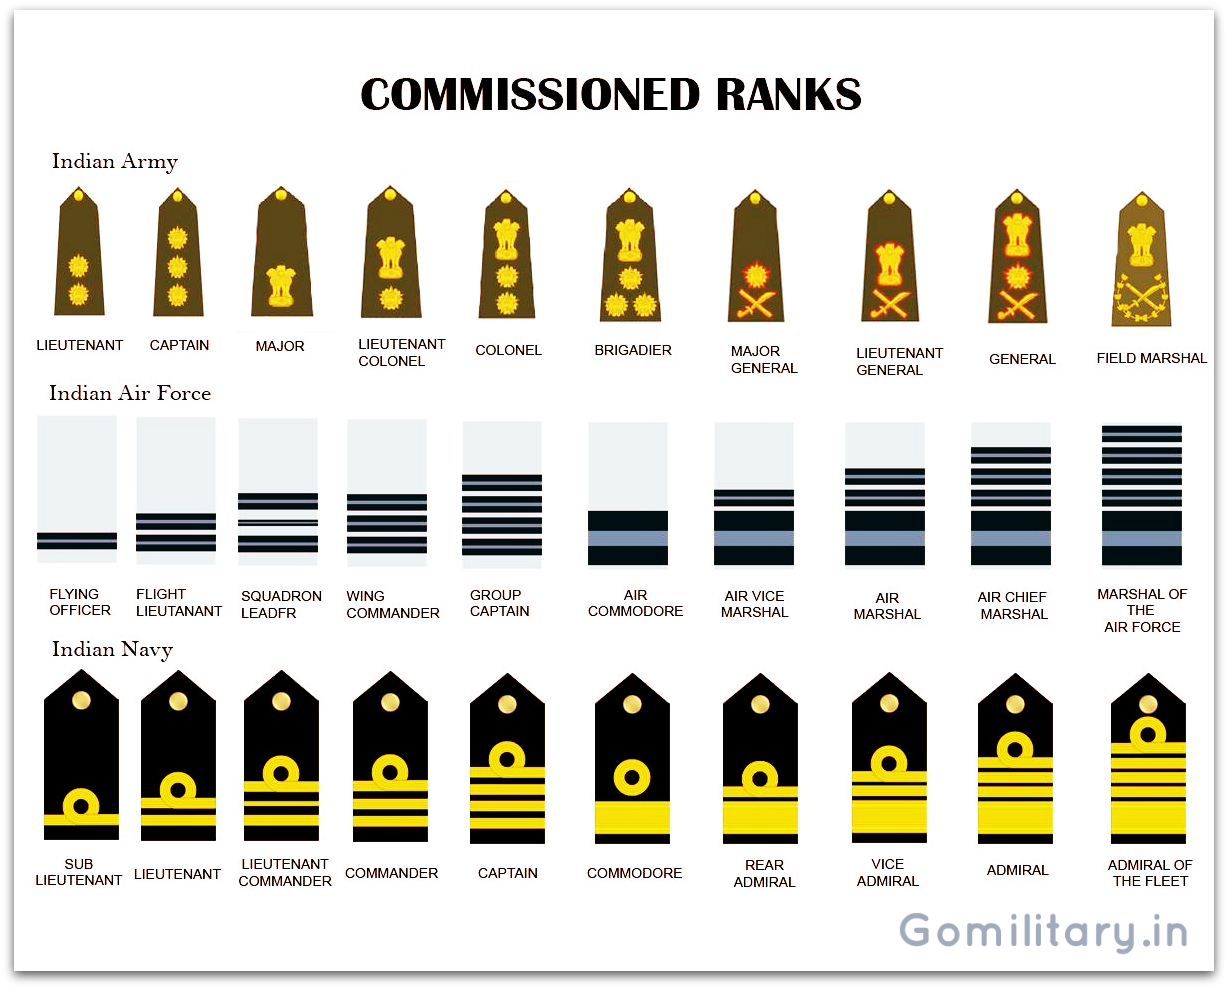 COMMISSIONED RANKS
Indian Army
LIEUTENANT
CAPTAIN
MAJOR
LIEUTENANT
COLONEL
COLONEL
BRIGADIER
MAJOR
GENERAL
LIEUTENANT
GENERAL
GENERAL
FIELD MARSHAL
Indian Air Force
FLYING
OFFICER
FLIGHT
LIEUTANANT
SQUADRON
LEADFR
WING
COMMANDER
GROUP
CAPTAIN
AIR
COMMODORE
AIR VICE
MARSHAL
AIR
MARSHAL
AIR CHIEF
MARSHAL
MARSHAL OF
THE
AIR FORCE
Indian Navy
SUB
LIEUTENANT
LIEUTENANT
LIEUTENANT
COMMANDER
COMMANDER
CAPTAIN
COMMODORE
REAR
ADMIRAL
VICE
ADMIRAL
ADMIRAL
ADMIRAL OF
THE FLEET
Gomilitary.in